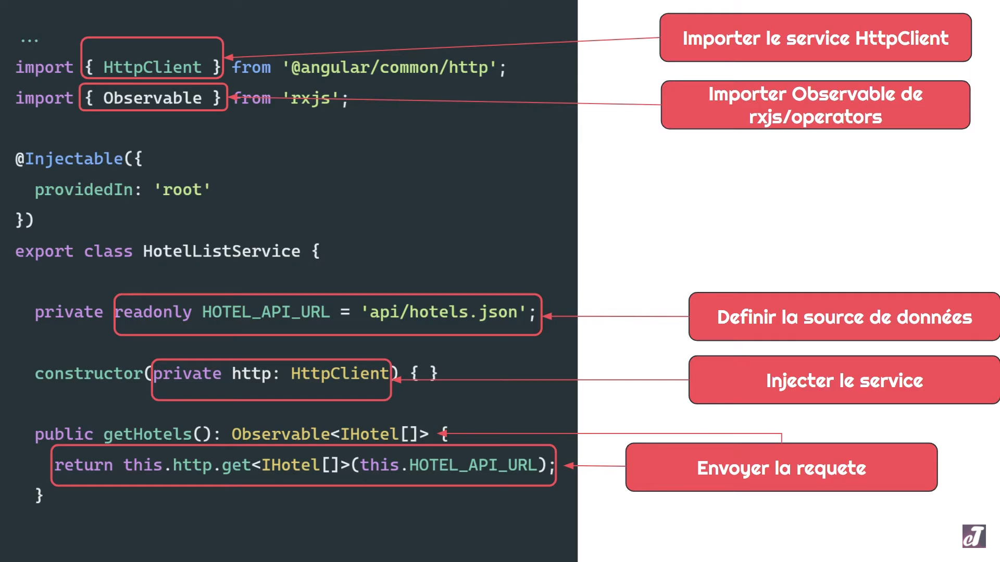 ...
import { HttpClient } from '@angular/common/http';
import { Observable } from 'rxjs';
@Injectable({
providedIn: 'root'
})
export class HotelListService {
private readonly HOTEL_API_URL = 'api/hotels.json';
constructor(private http: HttpClient) { }
public getHotels(): Observable<IHotel[]> {
return this.http.get<IHotel[]>(this.HOTEL_API_URL);
}
Importer le service HttpClient
Importer Observable de
rxjs/operators
Definir la source de données
Injecter le service
Envoyer la requete
eT